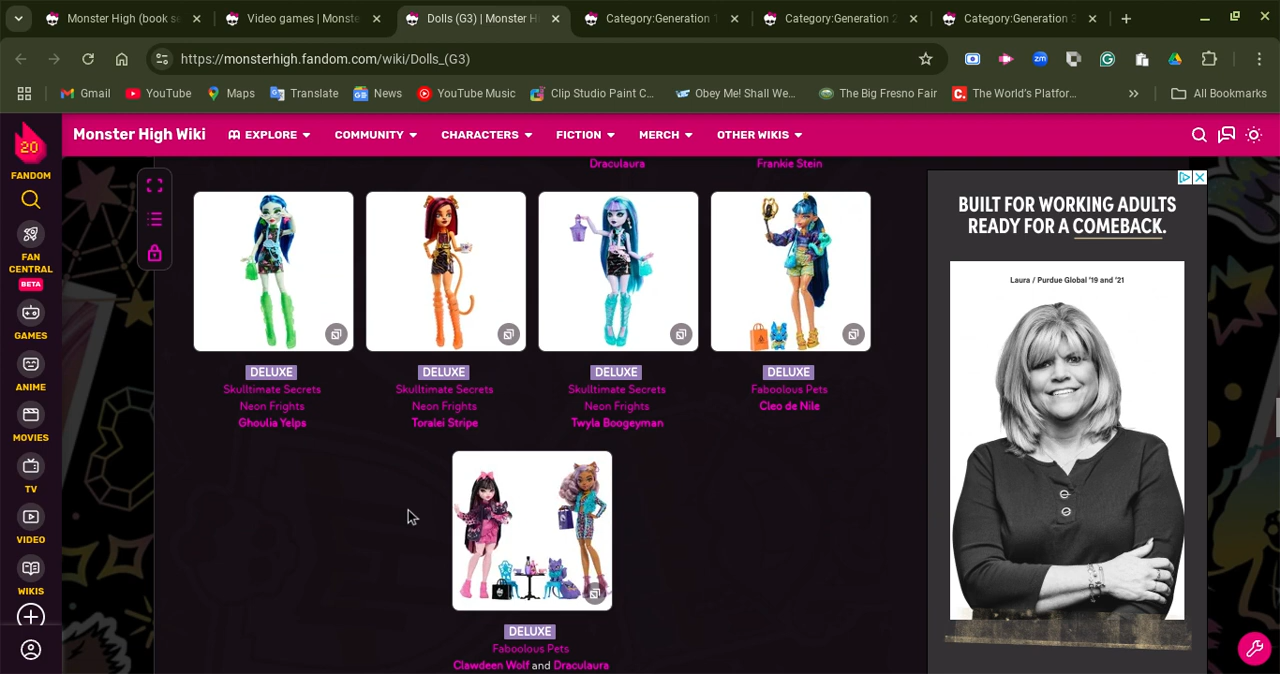 Monster High (book se
Video games | Monste
Dolls (G3) | Monster H
Category:Generation 1
Category:Generation 2
Category:Generation 3
https://monsterhigh.fandom.com/wiki/Dolls_(G3)
Gmail
YouTube
Maps
Translate
News
YouTube Music
Clip Studio Paint C...
Obey Me! Shall We...
The Big Fresno Fair
The World's Platfor...
All Bookmarks
20
FANDOM
FAN
CENTRAL
BETA
GAMES
ANIME
MOVIES
TV
VIDEO
WIKIS
Monster High Wiki
EXPLORE
COMMUNITY
CHARACTERS
FICTION
MERCH
OTHER WIKIS
Draculaura
Frankie Stein
DELUXE
Skulltimate Secrets
Neon Frights
Ghoulia Yelps
DELUXE
Skulltimate Secrets
Neon Frights
Toralei Stripe
DELUXE
Skulltimate Secrets
Neon Frights
Twyla Boogeyman
DELUXE
Faboolous Pets
Cleo de Nile
DELUXE
Faboolous Pets
Clawdeen Wolf and Draculaura
BUILT FOR WORKING ADULTS
READY FOR A COMEBACK.
Laura / Purdue Global '19 and '21